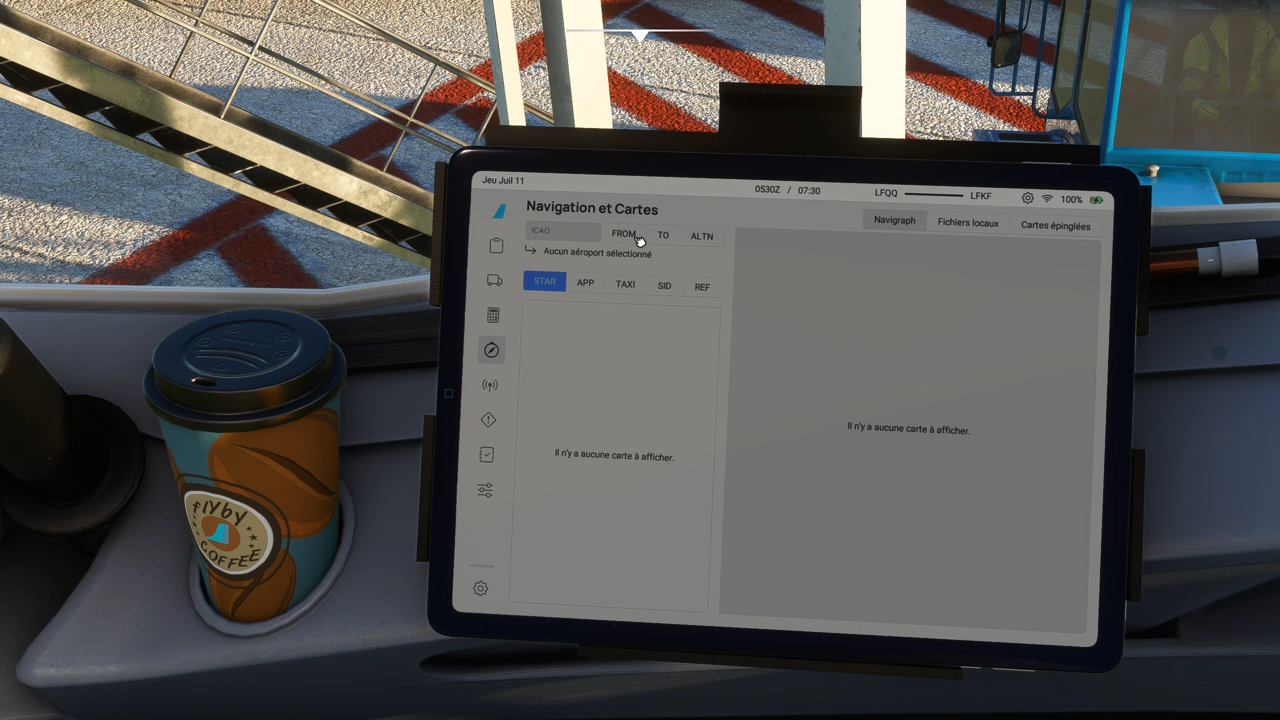 Jeu Juil 11
0530Z / 07:30
LFQQ
LFKF
100%
Navigation et Cartes
Navigraph
Fichiers locaux
Cartes épinglées
ICAO
FROM
TO
ALTN
Aucun aéroport sélectionné
STAR
APP
TAXI
SID
REF
Il n'y a aucune carte à afficher.
Il n'y a aucune carte à afficher.
flyby
COFFEE